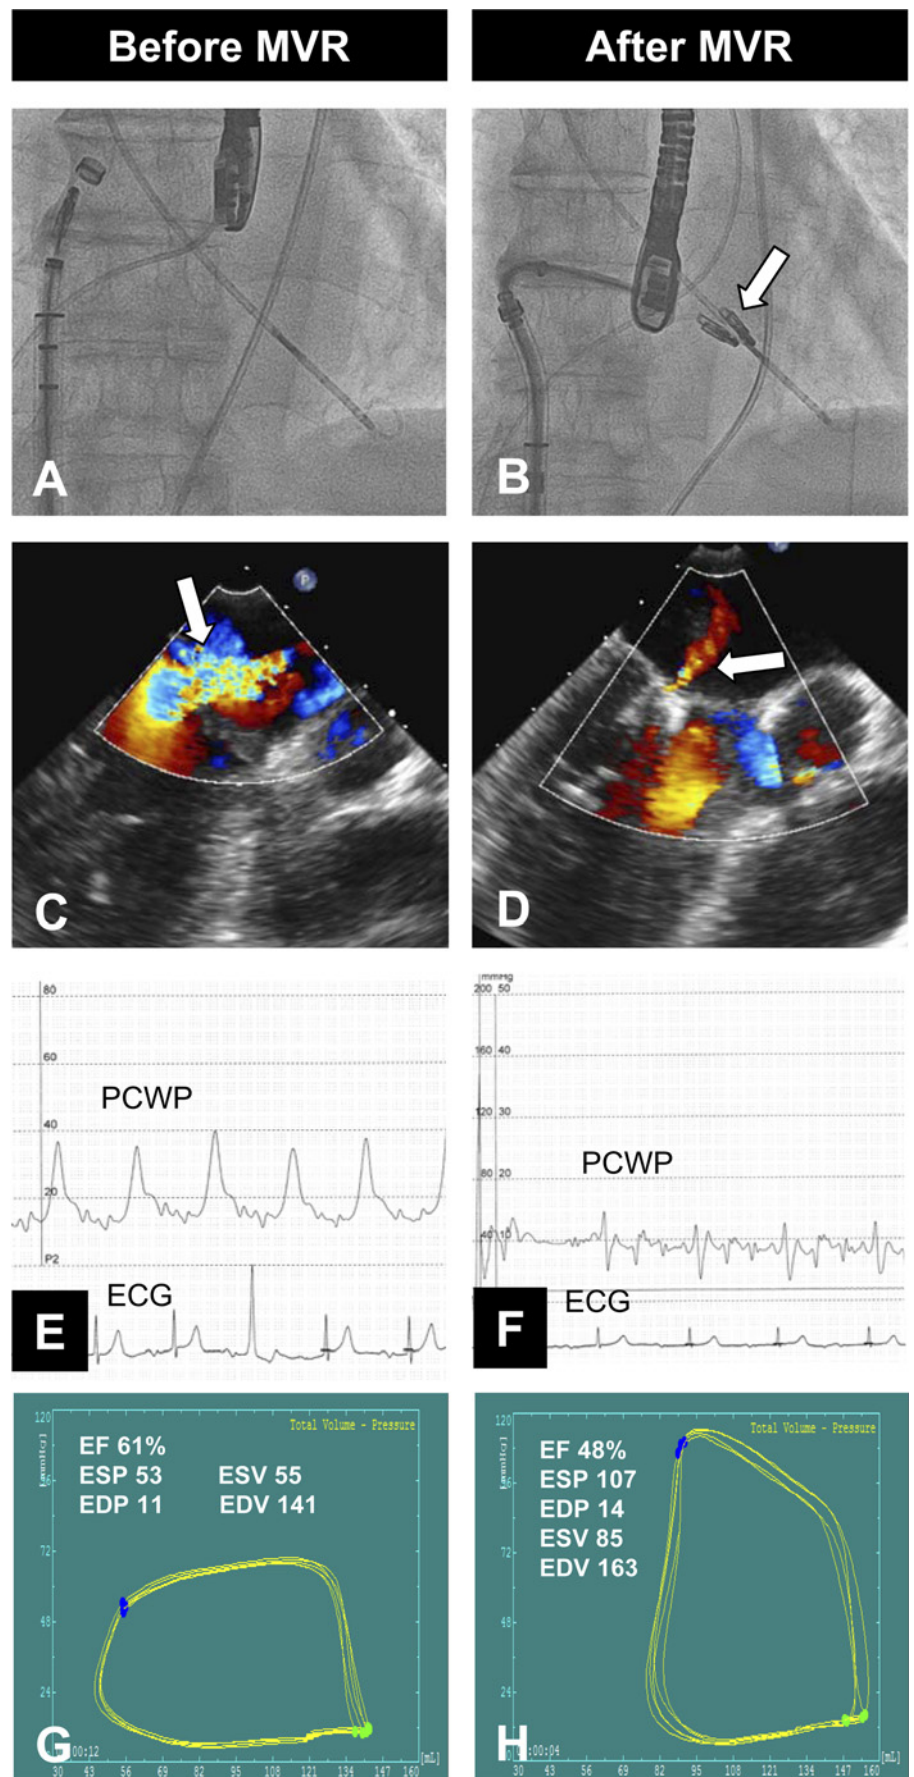 Before MVR
After MVR
A
B
P
C
D
80
60
PCWP
40
20
P2
ECG
E
mmHg
200 50
160 40
120 30
PCWP
80 20
40 10
ECG
F
120
Total Volume - Pressure
[mmHg]
EF 61%
ESP 53 ESV 55
EDP 11 EDV 141
96
72
48
24
G
00:12
[mL]
30 43 56 69 82 95 108 121 134 147 160
120
Total Volume - Pressure
[mmHg]
EF 48%
ESP 107
EDP 14
ESV 85
EDV 163
96
72
48
24
H
:00:04
[mL]
30 43 56 69 82 95 108 121 134 147 160